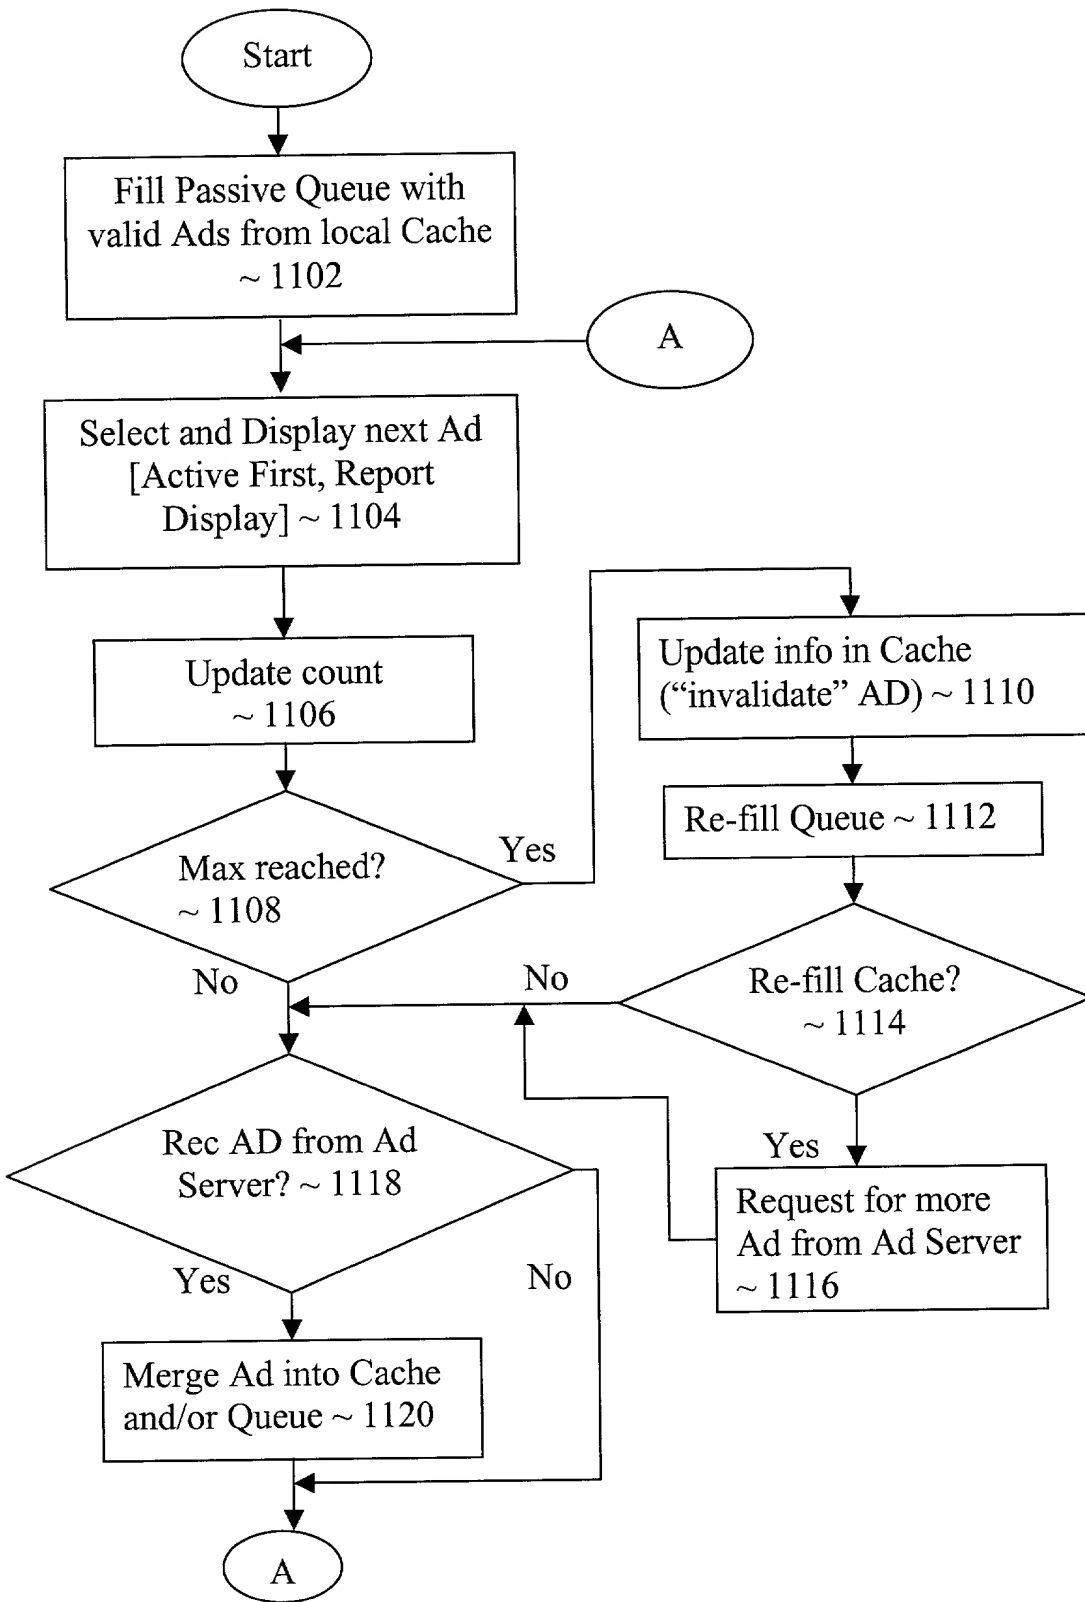 Start
Fill Passive Queue with
valid Ads from local Cache
~ 1102
A
Select and Display next Ad
[Active First, Report
Display] ~ 1104
Update count
~ 1106
Max reached?
~ 1108
Yes
No
Update info in Cache
(“invalidate” AD) ~ 1110
Re-fill Queue ~ 1112
Re-fill Cache?
~ 1114
No
Yes
Request for more
Ad from Ad Server
~ 1116
Rec AD from Ad
Server? ~ 1118
Yes
No
Merge Ad into Cache
and/or Queue ~ 1120
A